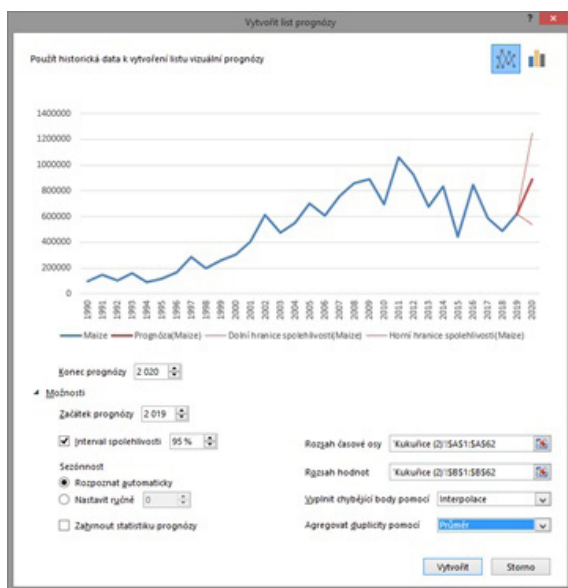 Vytvořit list prognózy
?
×
Použít historická data k vytvoření listu vizuální prognózy
1400000
1200000
1000000
800000
600000
400000
200000
0
1990 1991 1992 1993 1994 1995 1996 1997 1998 1999 2000 2001 2002 2003 2004 2005 2006 2007 2008 2009 2010 2011 2012 2013 2014 2015 2016 2017 2018 2019 2020
Maize Prognóza(Maize) Dolní hranice spolehlivosti(Maize) Horní hranice spolehlivosti(Maize)
Konec prognózy 2 020
Možnosti
Začátek prognózy 2 019
Interval spolehlivosti 95 %
Sezónnost
Rozpoznat automaticky
Nastavit ručně 0
Zahrnout statistiku prognózy
Rozsah časové osy 'Kukuřice (2)'!$A$1:$A$62
Rozsah hodnot 'Kukuřice (2)'!$B$1:$B$62
Vyplnit chybějící body pomocí Interpolace
Agregovat duplicity pomocí Průměr
Vytvořit Storno